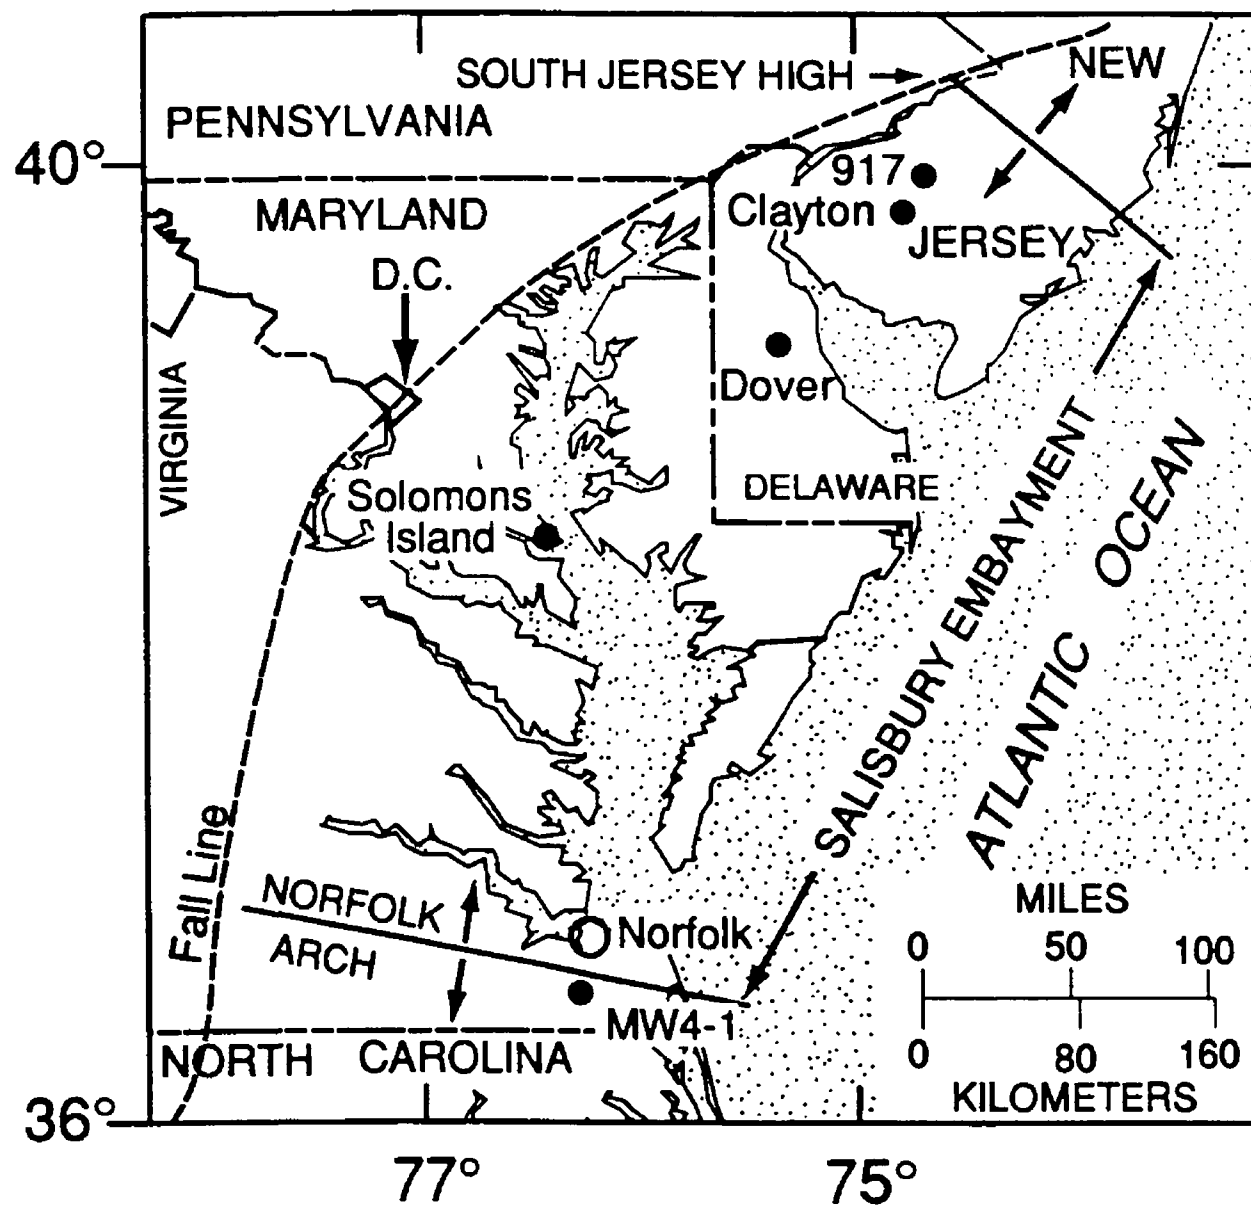 SOUTH JERSEY HIGH
NEW
PENNSYLVANIA
40°
917
MARYLAND
Clayton
JERSEY
D.C.
VIRGINIA
Dover
SALISBURY EMBAYMENT
ATLANTIC OCEAN
DELAWARE
Solomons
Island
Fall Line
NORFOLK
ARCH
Norfolk
MW4-1
MILES
0 50 100
0 80 160
KILOMETERS
NORTH CAROLINA
36°
77° 75°